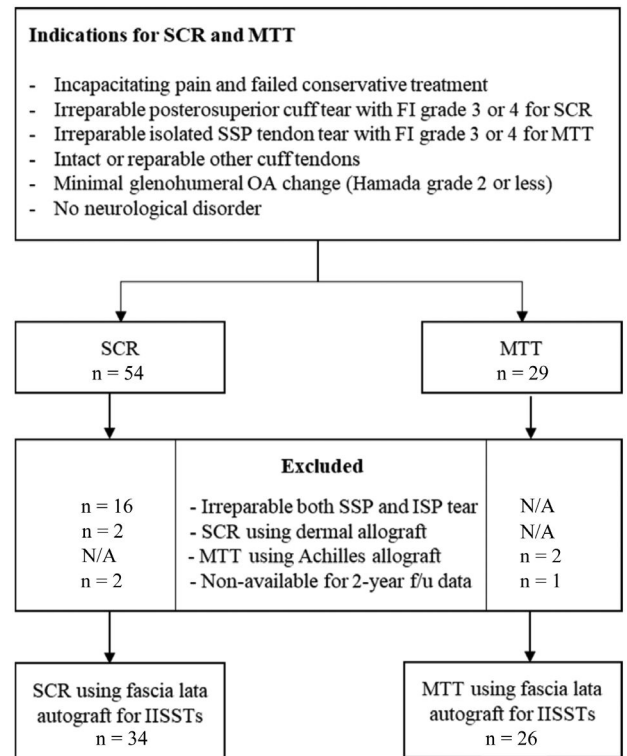 Indications for SCR and MTT
- Incapacitating pain and failed conservative treatment
- Irreparable posterosuperior cuff tear with FI grade 3 or 4 for SCR
- Irreparable isolated SSP tendon tear with FI grade 3 or 4 for MTT
- Intact or reparable other cuff tendons
- Minimal glenohumeral OA change (Hamada grade 2 or less)
- No neurological disorder
SCR
n = 54
MTT
n = 29
Excluded
n = 16 - Irreparable both SSP and ISP tear N/A
n = 2 - SCR using dermal allograft N/A
N/A - MTT using Achilles allograft n = 2
n = 2 - Non-available for 2-year f/u data n = 1
SCR using fascia lata
autograft for IISSTs
n = 34
MTT using fascia lata
autograft for IISSTs
n = 26